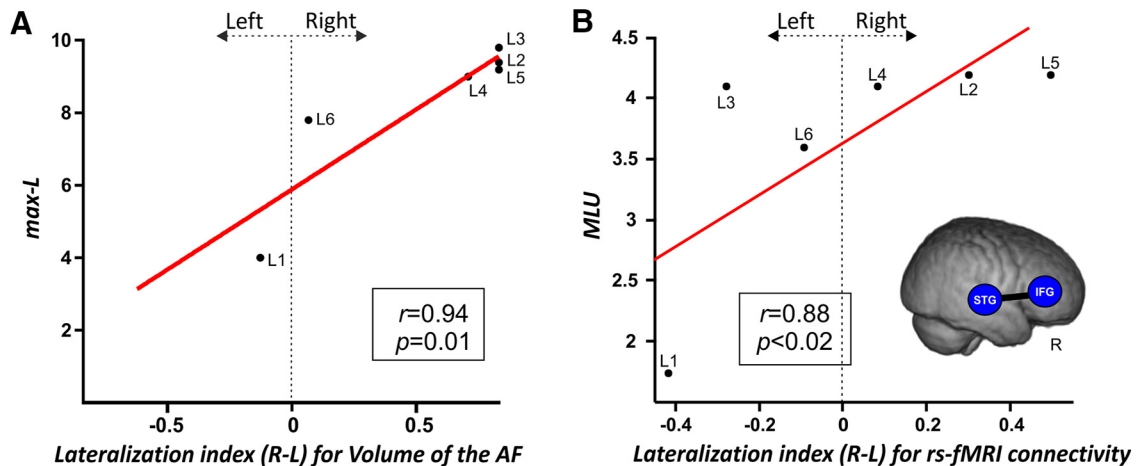 A
Left Right
10
8
6
4
2
max-L
L3
L2
L5
L4
L6
L1
r=0.94
p=0.01
-0.5 0 0.5
Lateralization index (R-L) for Volume of the AF
B
Left Right
4.5
4
3.5
3
2.5
2
MLU
L5
L4
L2
L3
L6
L1
r=0.88
p<0.02
STG IFG
R
-0.4 -0.2 0 0.2 0.4
Lateralization index (R-L) for rs-fMRI connectivity